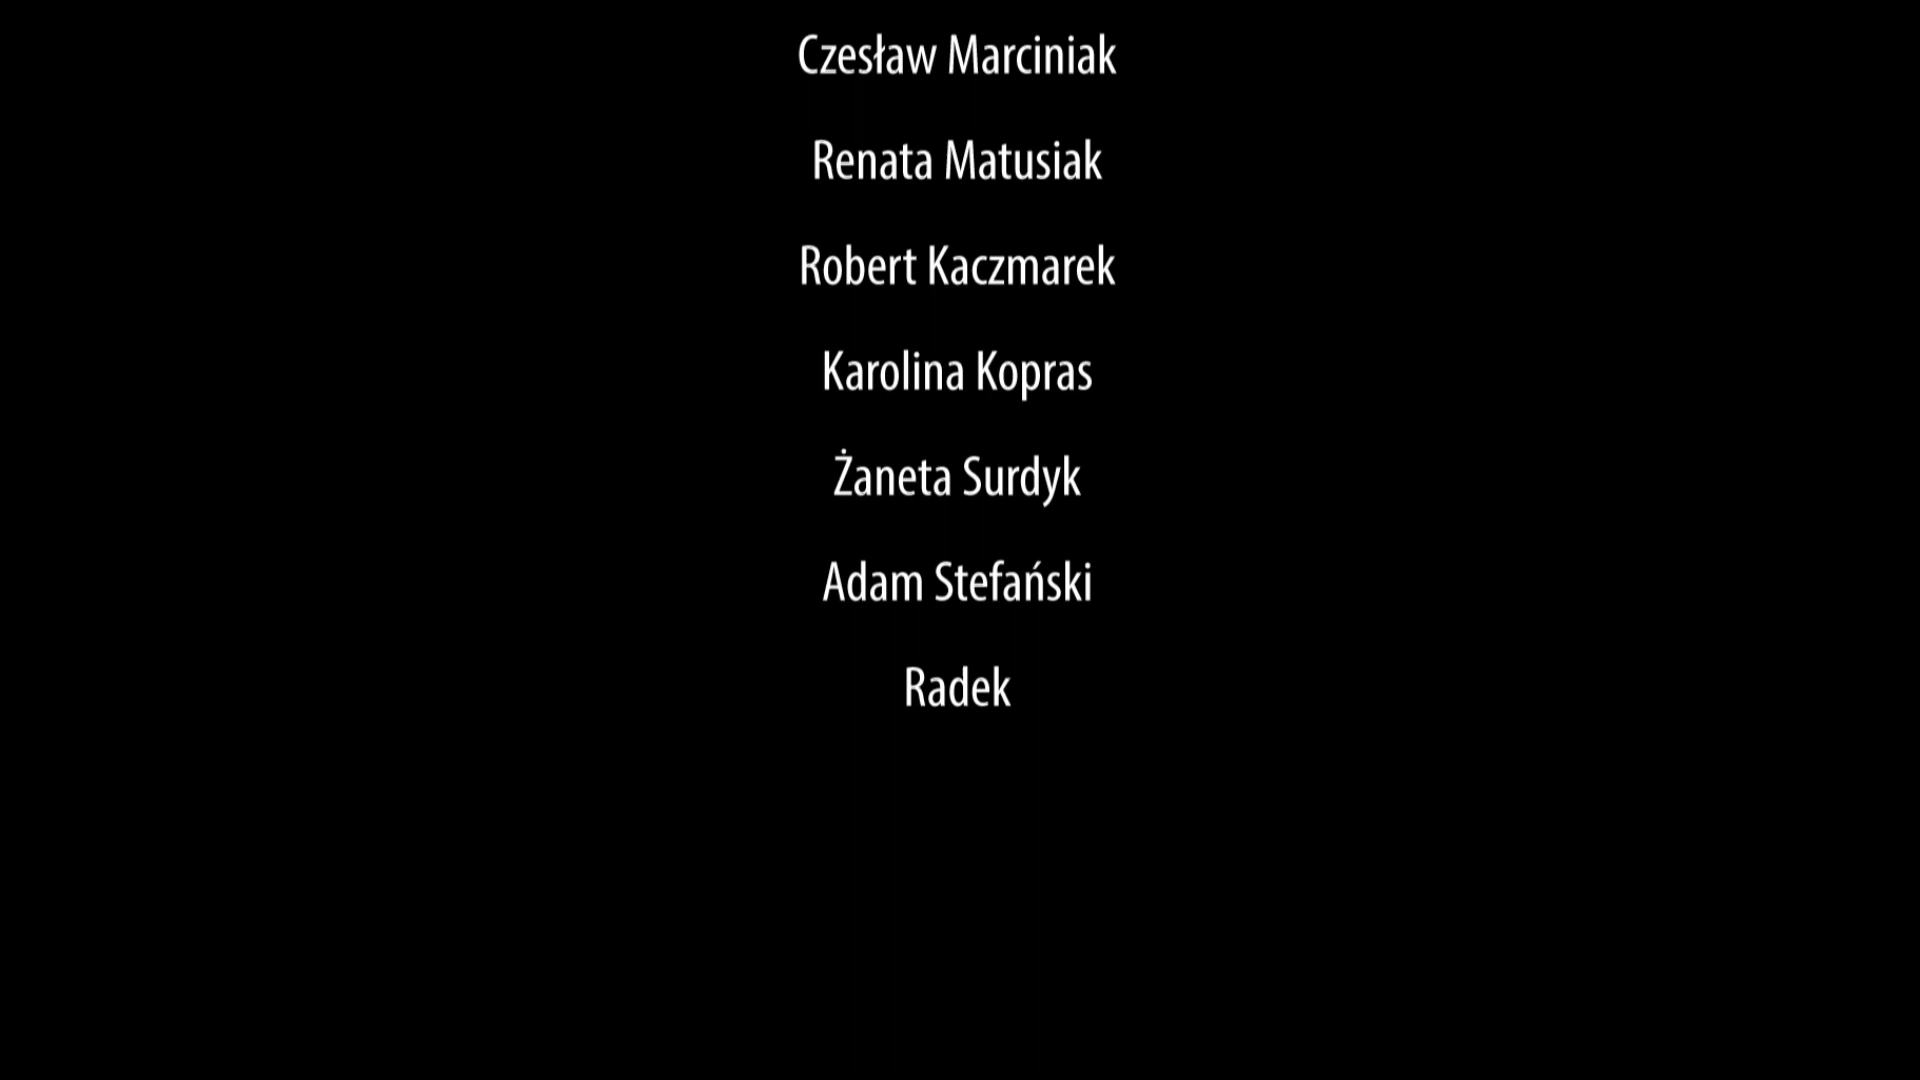 Czesław Marciniak
Renata Matusiak
Robert Kaczmarek
Karolina Kopras
Żaneta Surdyk
Adam Stefański
Radek